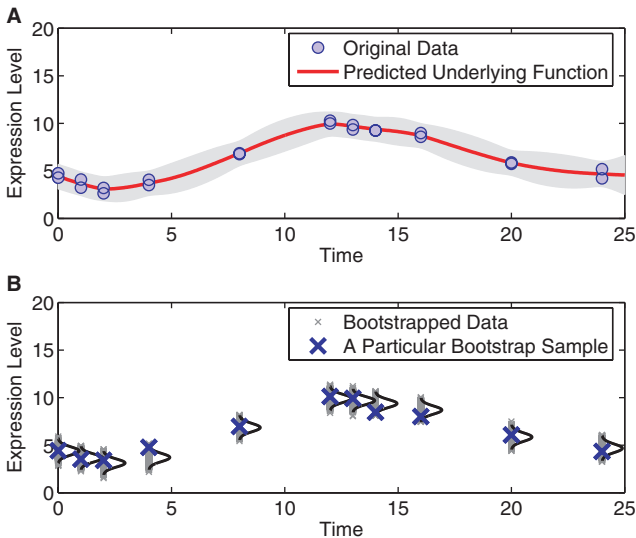 A
20
15
10
5
0
Expression Level
Original Data
Predicted Underlying Function
0
5
10
15
20
25
Time
B
20
15
10
5
0
Expression Level
Bootstrapped Data
A Particular Bootstrap Sample
0
5
10
15
20
25
Time